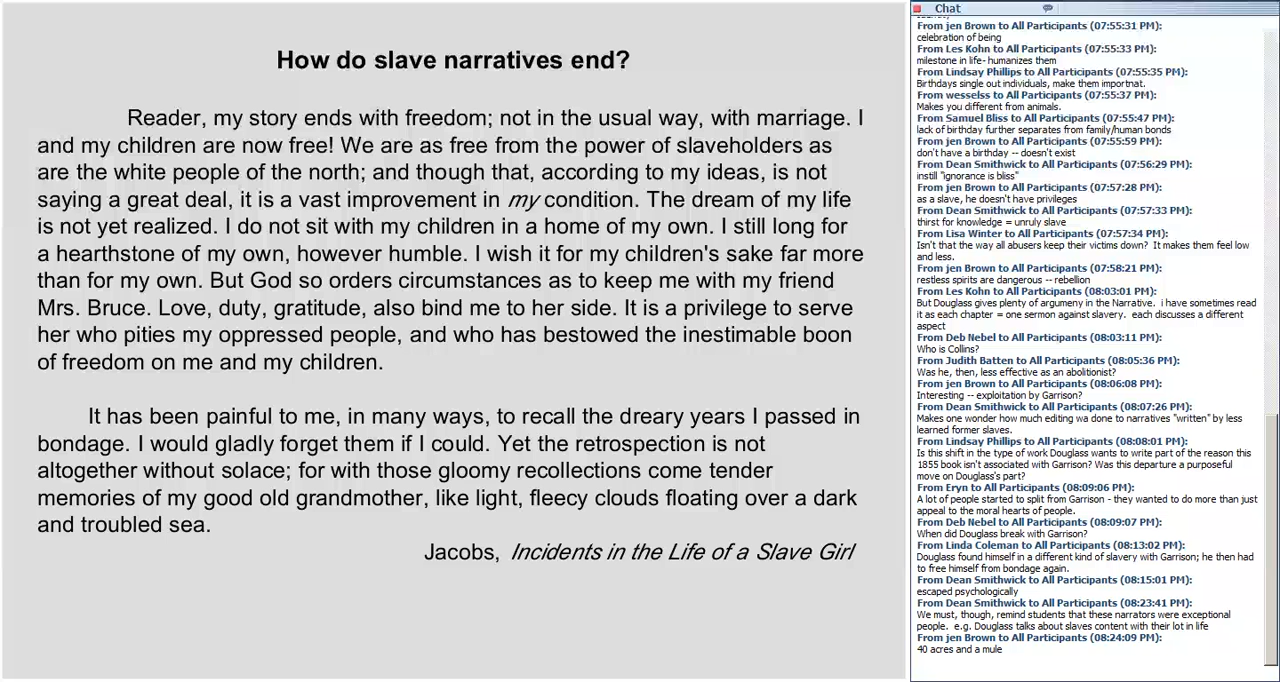 How do slave narratives end?
Reader, my story ends with freedom; not in the usual way, with marriage. I
and my children are now free! We are as free from the power of slaveholders as
are the white people of the north; and though that, according to my ideas, is not
saying a great deal, it is a vast improvement in my condition. The dream of my life
is not yet realized. I do not sit with my children in a home of my own. I still long for
a hearthstone of my own, however humble. I wish it for my children's sake far more
than for my own. But God so orders circumstances as to keep me with my friend
Mrs. Bruce. Love, duty, gratitude, also bind me to her side. It is a privilege to serve
her who pities my oppressed people, and who has bestowed the inestimable boon
of freedom on me and my children.
It has been painful to me, in many ways, to recall the dreary years I passed in
bondage. I would gladly forget them if I could. Yet the retrospection is not
altogether without solace; for with those gloomy recollections come tender
memories of my good old grandmother, like light, fleecy clouds floating over a dark
and troubled sea.
Jacobs, Incidents in the Life of a Slave Girl
Chat
From jen Brown to All Participants (07:55:31 PM):
celebration of being
From Les Kohn to All Participants (07:55:33 PM):
milestone in life- humanizes them
From Lindsay Phillips to All Participants (07:55:35 PM):
Birthdays single out individuals, make them importnat.
From wesselss to All Participants (07:55:37 PM):
Makes you different from animals.
From Samuel Bliss to All Participants (07:55:47 PM):
lack of birthday further separates from family/human bonds
From jen Brown to All Participants (07:55:59 PM):
don't have a birthday -- doesn't exist
From Dean Smithwick to All Participants (07:56:29 PM):
instill "ignorance is bliss"
From jen Brown to All Participants (07:57:28 PM):
as a slave, he doesn't have privileges
From Dean Smithwick to All Participants (07:57:33 PM):
thirst for knowledge = unruly slave
From Lisa Winter to All Participants (07:57:34 PM):
Isn't that the way all abusers keep their victims down? It makes them feel low
and less.
From jen Brown to All Participants (07:58:21 PM):
restless spirits are dangerous -- rebellion
From Les Kohn to All Participants (08:03:01 PM):
But Douglass gives plenty of argumeny in the Narrative. i have sometimes read
it as each chapter = one sermon against slavery. each discusses a different
aspect
From Deb Nebel to All Participants (08:03:11 PM):
Who is Collins?
From Judith Batten to All Participants (08:05:36 PM):
Was he, then, less effective as an abolitionist?
From jen Brown to All Participants (08:06:08 PM):
Interesting -- exploitation by Garrison?
From Dean Smithwick to All Participants (08:07:26 PM):
Makes one wonder how much editing wa done to narratives "written" by less
learned former slaves.
From Lindsay Phillips to All Participants (08:08:01 PM):
Is this shift in the type of work Douglass wants to write part of the reason this
1855 book isn't associated with Garrison? Was this departure a purposeful
move on Douglass's part?
From Eryn to All Participants (08:09:06 PM):
A lot of people started to split from Garrison - they wanted to do more than just
appeal to the moral hearts of people.
From Deb Nebel to All Participants (08:09:07 PM):
When did Douglass break with Garrison?
From Linda Coleman to All Participants (08:13:02 PM):
Douglass found himself in a different kind of slavery with Garrison; he then had
to free himself from bondage again.
From Dean Smithwick to All Participants (08:15:01 PM):
escaped psychologically
From Dean Smithwick to All Participants (08:23:41 PM):
We must, though, remind students that these narrators were exceptional
people. e.g. Douglass talks about slaves content with their lot in life
From jen Brown to All Participants (08:24:09 PM):
40 acres and a mule